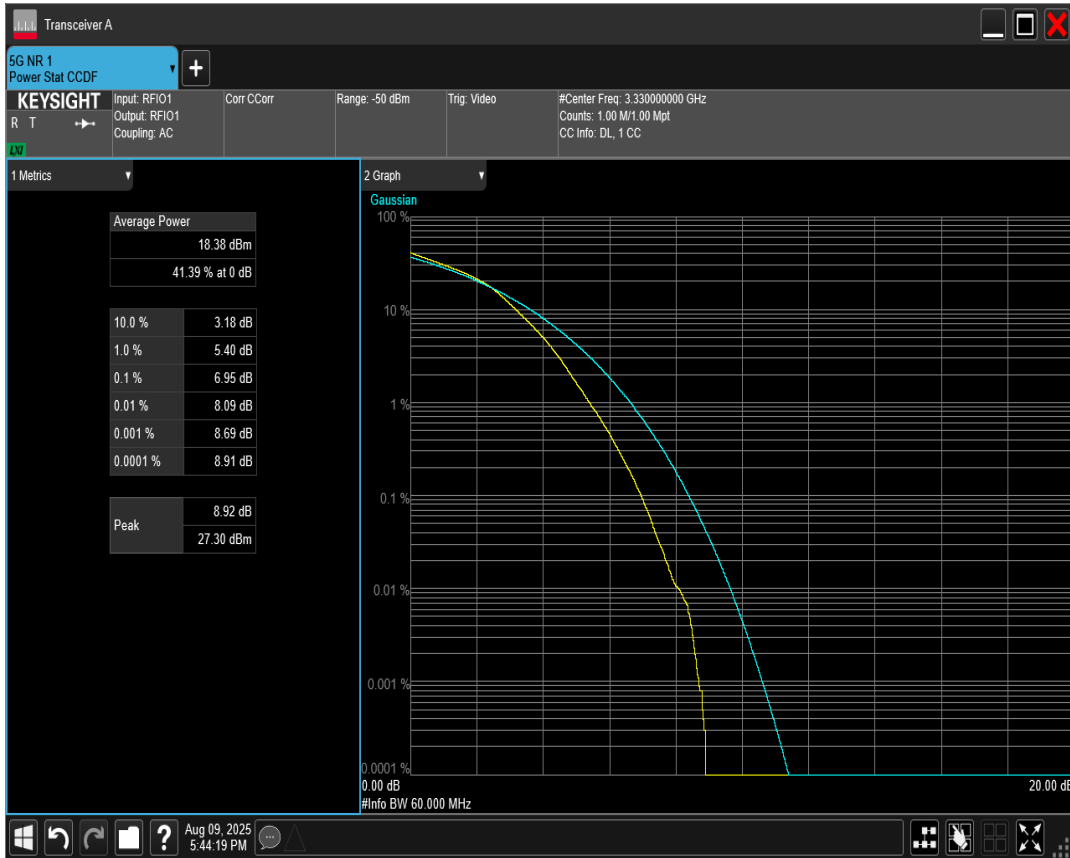 Transceiver A
5G NR 1
Power Stat CCDF
+
KEYSIGHT
R T
LXI
Input: RFIO1
Output: RFIO1
Coupling: AC
Corr CCorr
Range: -50 dBm
Trig: Video
#Center Freq: 3.330000000 GHz
Counts: 1.00 M/1.00 Mpt
CC Info: DL, 1 CC
1 Metrics
Average Power
18.38 dBm
41.39 % at 0 dB
10.0 % 3.18 dB
1.0 % 5.40 dB
0.1 % 6.95 dB
0.01 % 8.09 dB
0.001 % 8.69 dB
0.0001 % 8.91 dB
Peak
8.92 dB
27.30 dBm
2 Graph
Gaussian
100 %
10 %
1 %
0.1 %
0.01 %
0.001 %
0.0001 %
0.00 dB
20.00 dB
#Info BW 60.000 MHz
?
Aug 09, 2025
5:44:19 PM